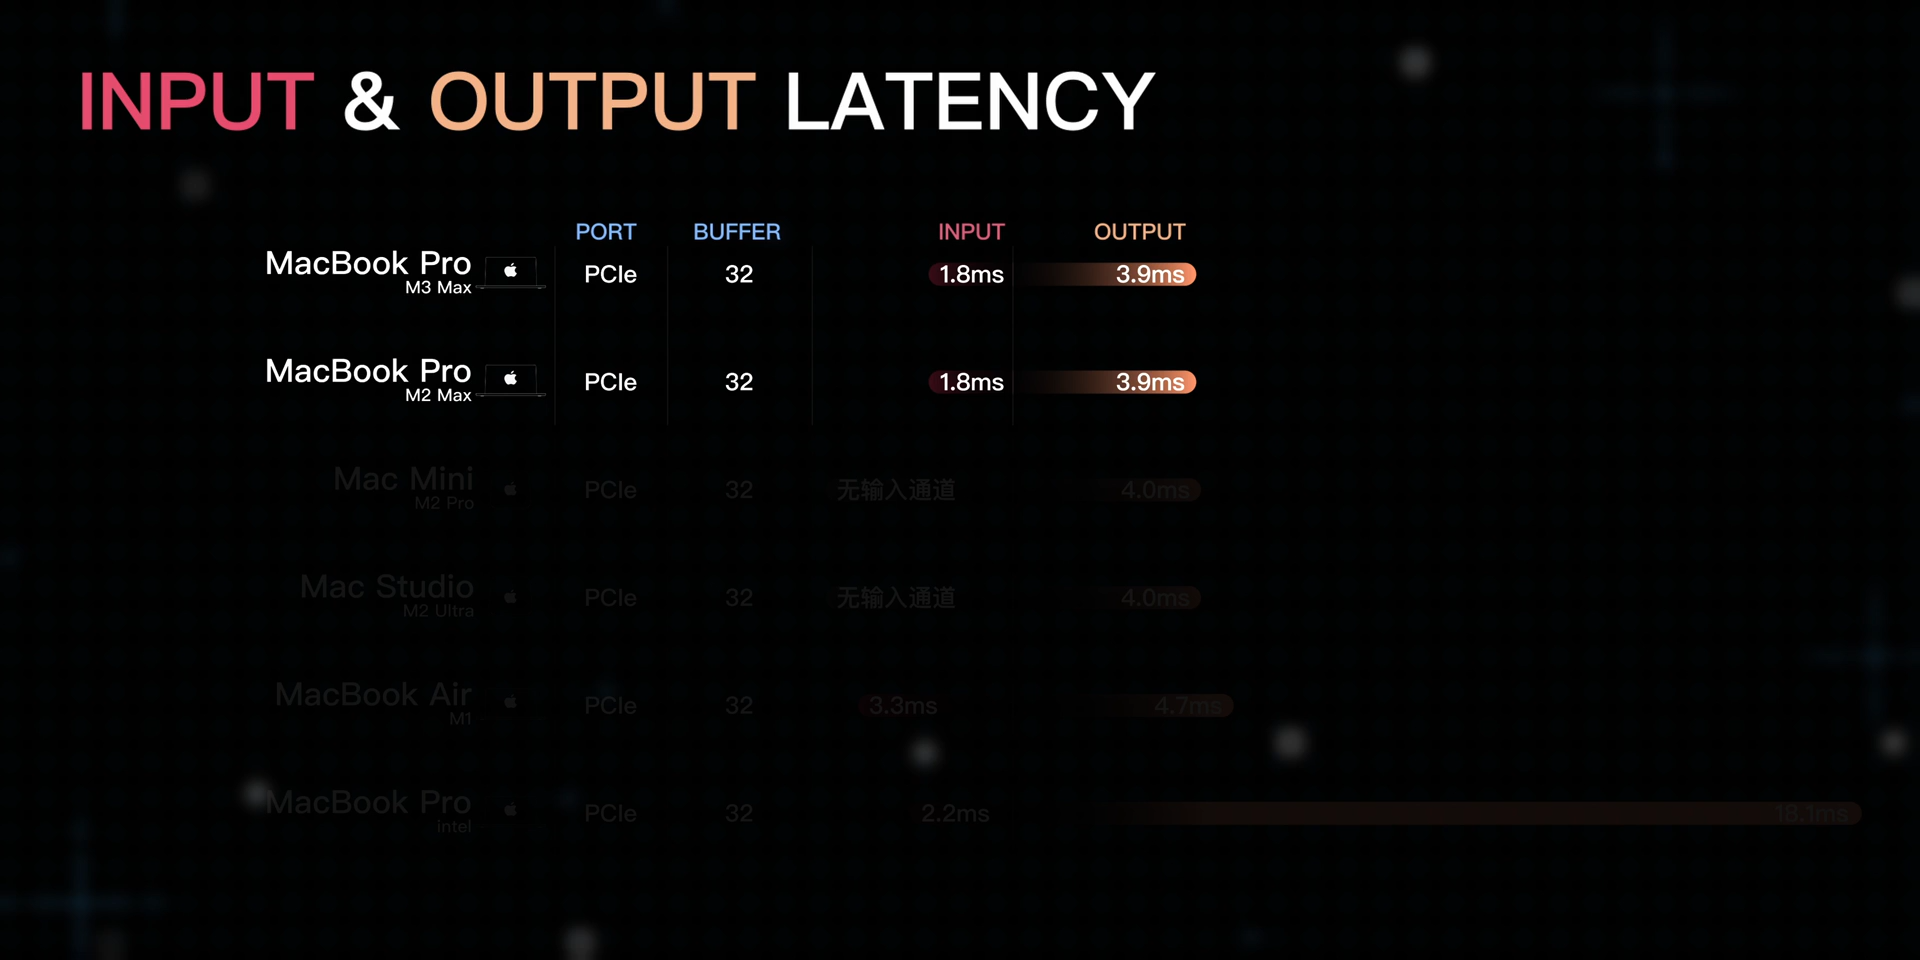 INPUT & OUTPUT LATENCY
PORT BUFFER INPUT OUTPUT
MacBook Pro PCIe 32 1.8ms 3.9ms
M3 Max
MacBook Pro PCIe 32 1.8ms 3.9ms
M2 Max
Mac Mini PCIe 32 无输入通道 4.0ms
M2 Pro
Mac Studio PCIe 32 无输入通道 4.0ms
M2 Ultra
MacBook Air PCIe 32 3.3ms 4.7ms
M1
MacBook Pro PCIe 32 2.2ms 18.1ms
intel